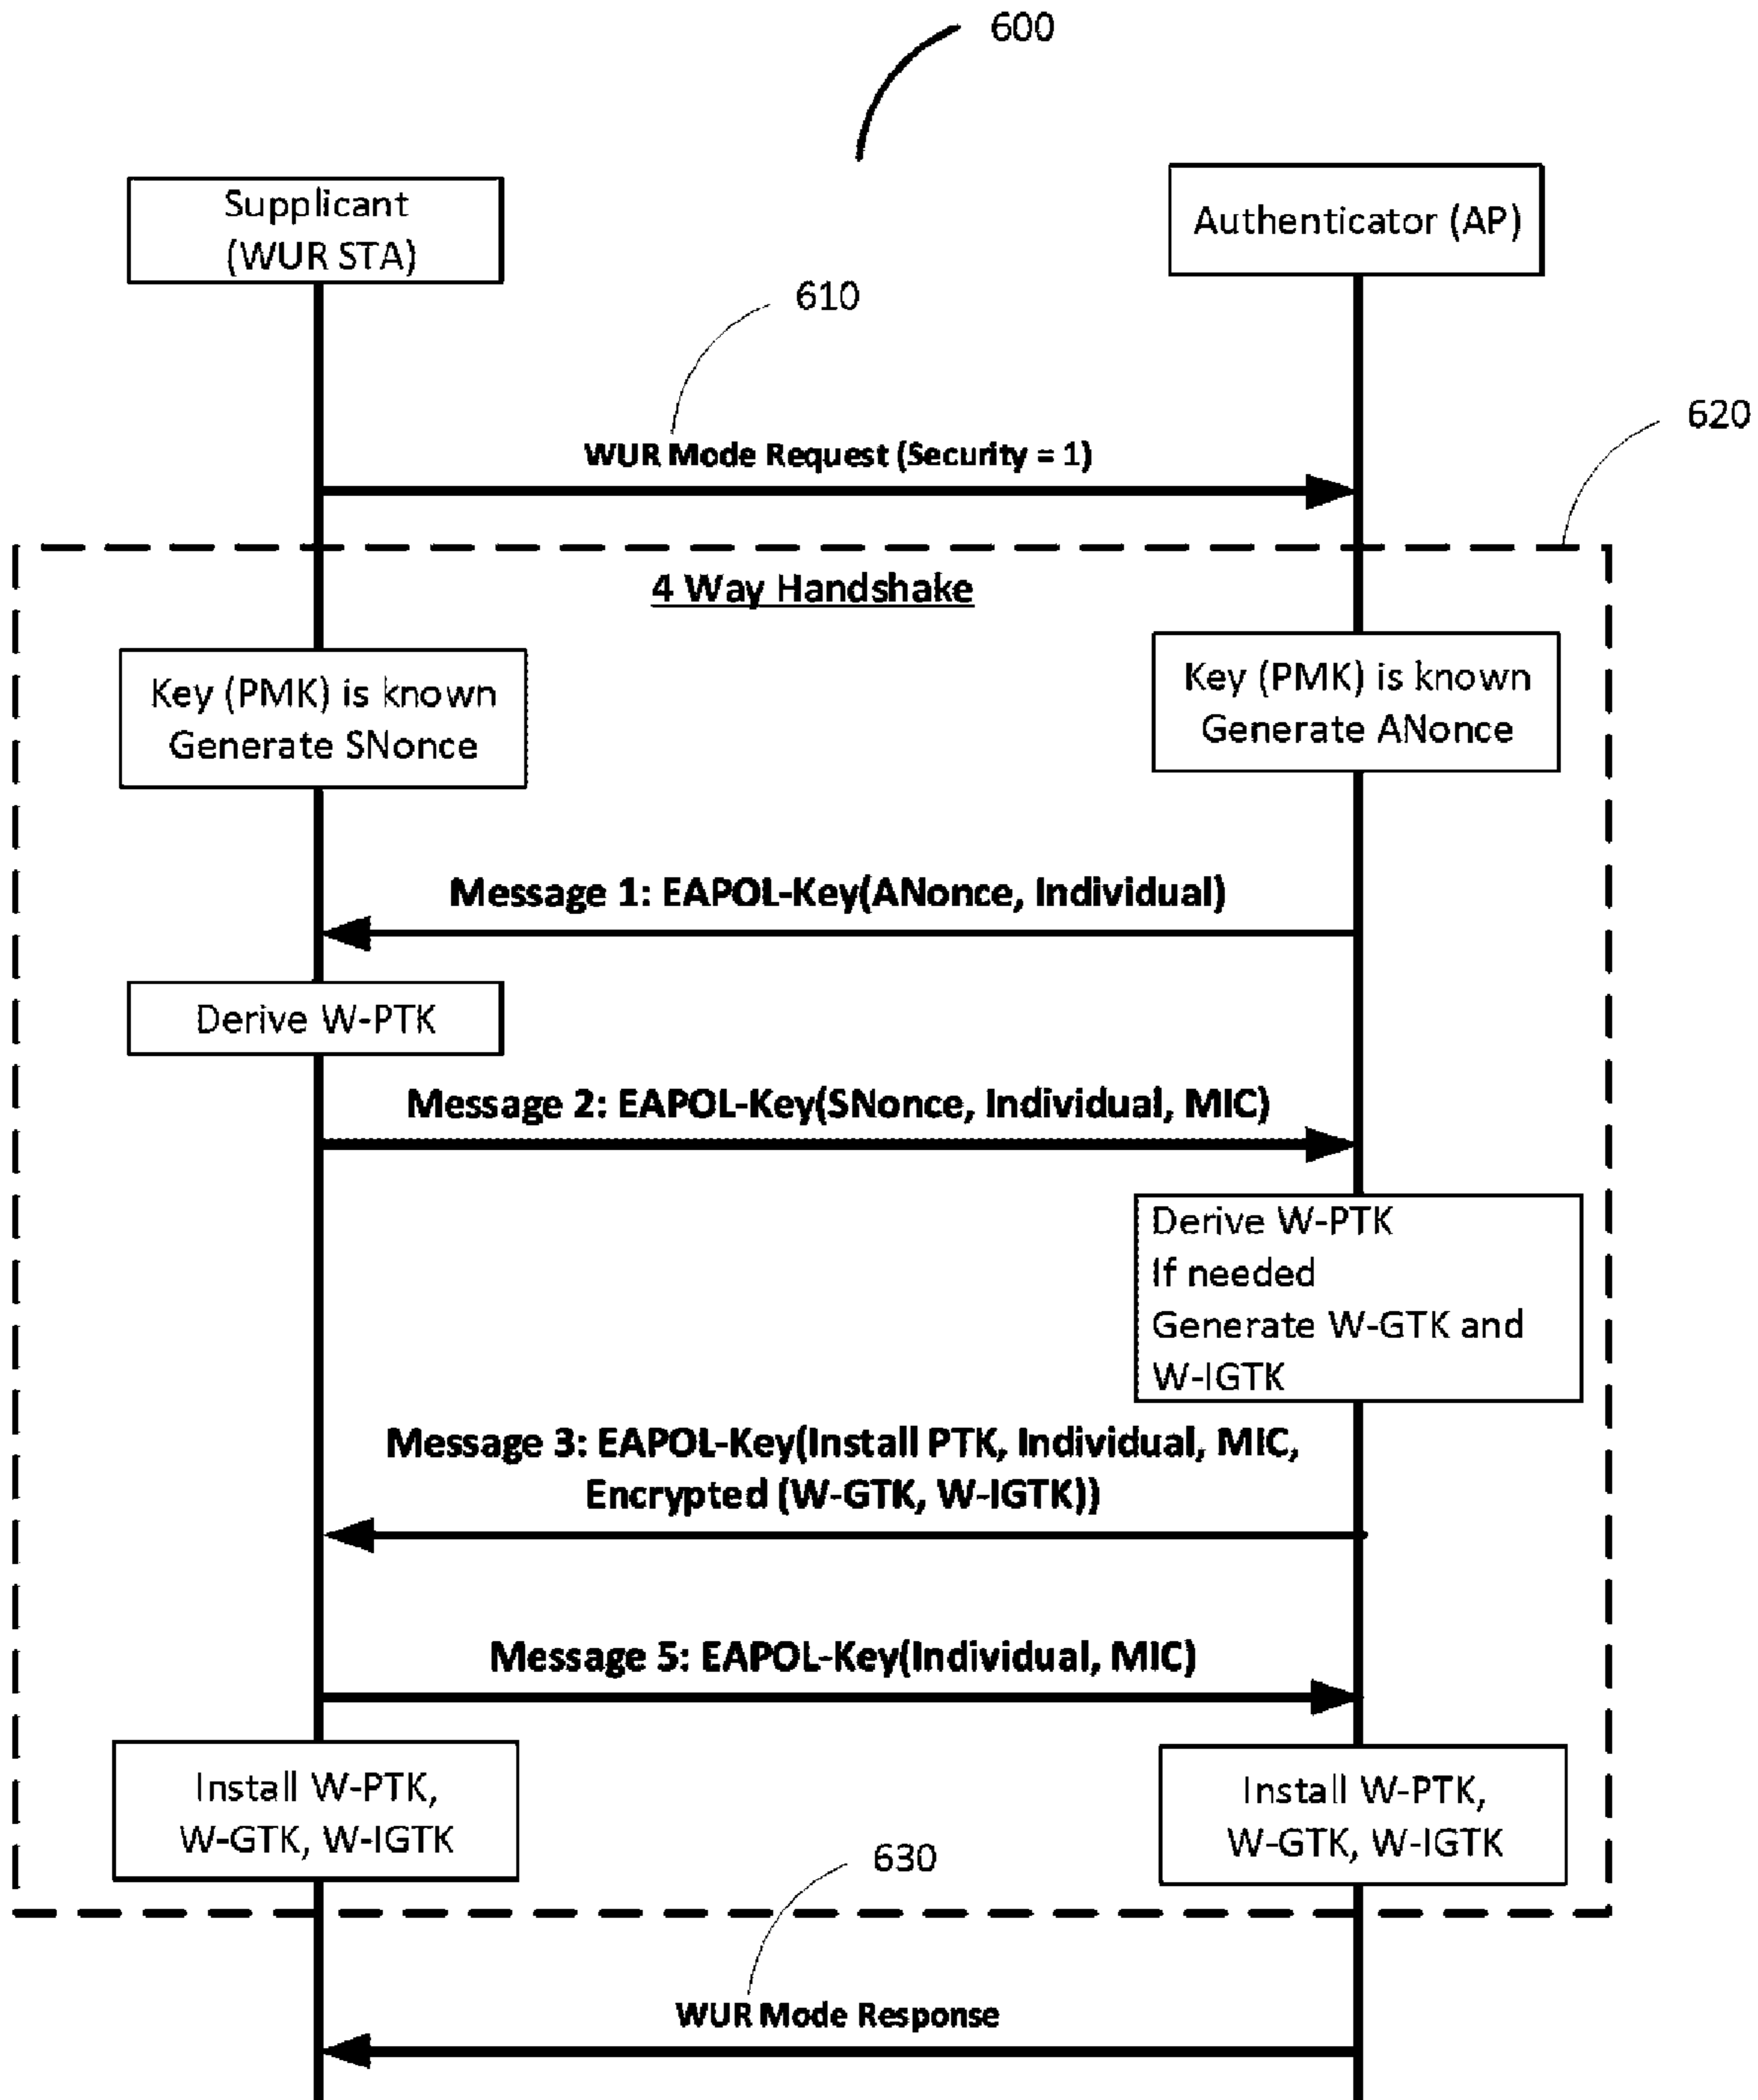 600
Supplicant
(WUR STA)
Authenticator (AP)
610
620
WUR Mode Request (Security = 1)
4 Way Handshake
Key (PMK) is known
Generate SNonce
Key (PMK) is known
Generate ANonce
Message 1: EAPOL-Key(ANonce, Individual)
Derive W-PTK
Message 2: EAPOL-Key(SNonce, Individual, MIC)
Derive W-PTK
If needed
Generate W-GTK and
W-IGTK
Message 3: EAPOL-Key(Install PTK, Individual, MIC,
Encrypted (W-GTK, W-IGTK))
Message 5: EAPOL-Key(Individual, MIC)
Install W-PTK,
W-GTK, W-IGTK
Install W-PTK,
W-GTK, W-IGTK
630
WUR Mode Response